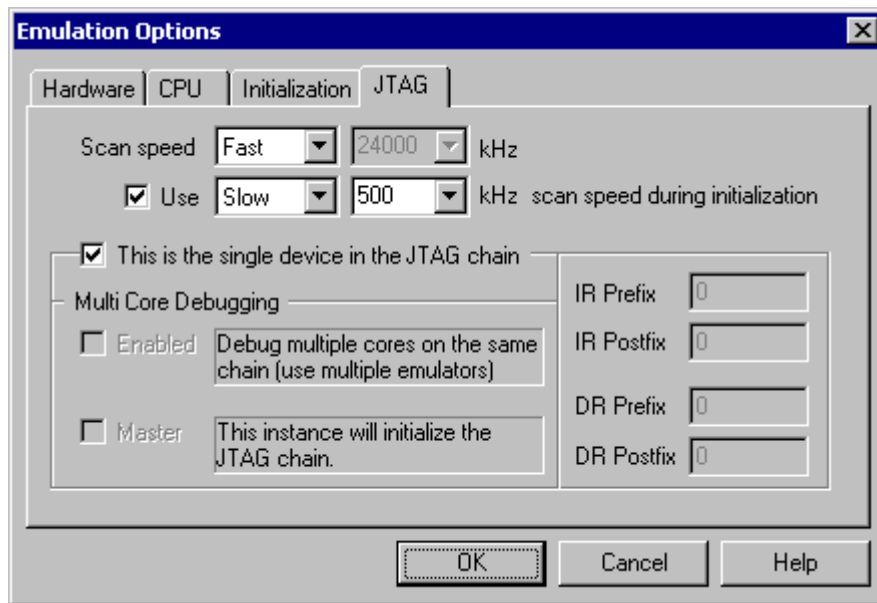 Emulation Options
Hardware CPU Initialization JTAG
Scan speed Fast 24000 kHz
Use Slow 500 kHz scan speed during initialization
This is the single device in the JTAG chain
Multi Core Debugging
Enabled Debug multiple cores on the same
chain (use multiple emulators)
Master This instance will initialize the
JTAG chain.
IR Prefix 0
IR Postfix 0
DR Prefix 0
DR Postfix 0
OK Cancel Help